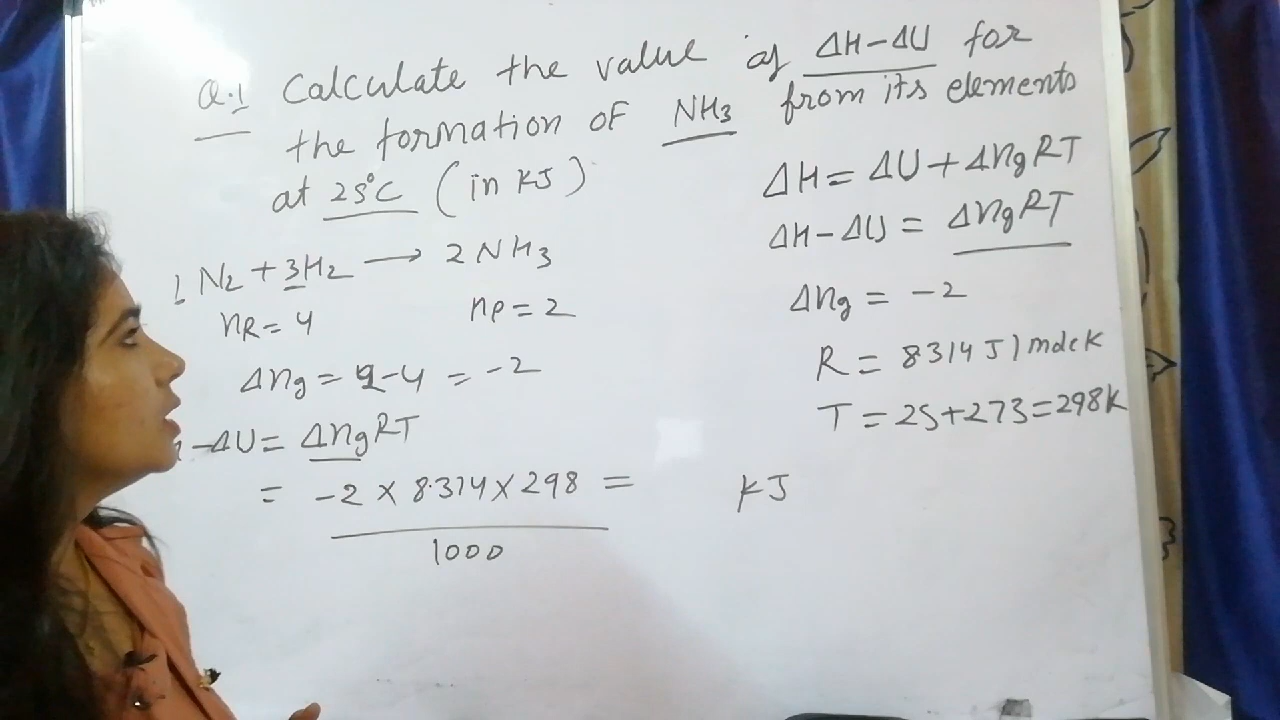 Q.1 Calculate the value of ΔH-ΔU for
the formation of NH3 from its elements
at 25°C (in KJ)
1 N2 + 3H2 → 2NH3
nR = 4 nP = 2
Δng = 2-4 = -2
-ΔU = ΔngRT
= -2 × 8.314 × 298 = KJ
1000
ΔH = ΔU + ΔngRT
ΔH-ΔU = ΔngRT
Δng = -2
R = 8.314 J/mole K
T = 25+273=298K